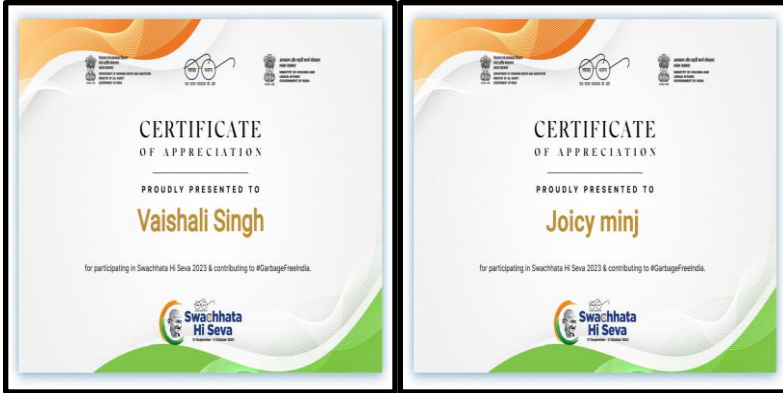 CERTIFICATE
OF APPRECIATION
PROUDLY PRESENTED TO
Vaishali Singh
for participating in Swachhata Hi Seva 2023 & contributing to #GarbageFreeIndia.
Swachhata
Hi Seva
CERTIFICATE
OF APPRECIATION
PROUDLY PRESENTED TO
Joicy minj
for participating in Swachhata Hi Seva 2023 & contributing to #GarbageFreeIndia.
Swachhata
Hi Seva